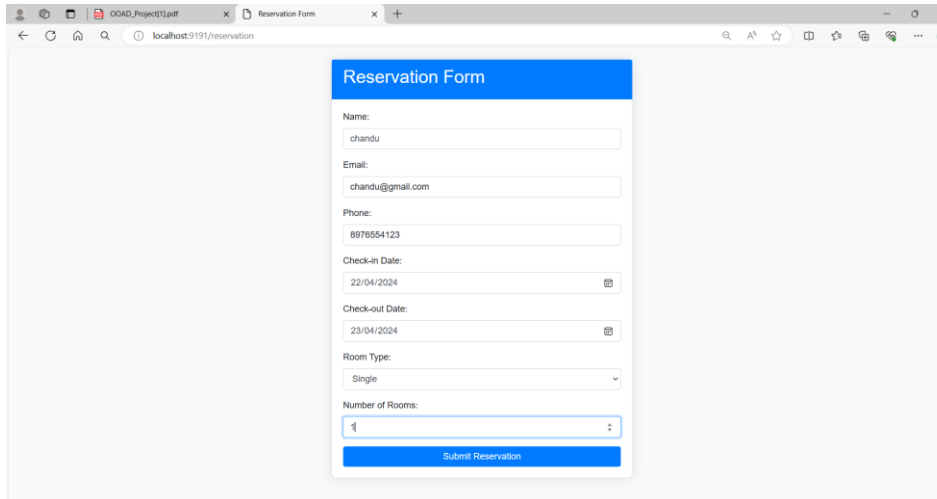 OOAD_Project[1].pdf
Reservation Form
localhost:9191/reservation
Reservation Form
Name:
chandu
Email:
chandu@gmail.com
Phone:
8976554123
Check-in Date:
22/04/2024
Check-out Date:
23/04/2024
Room Type:
Single
Number of Rooms:
1
Submit Reservation